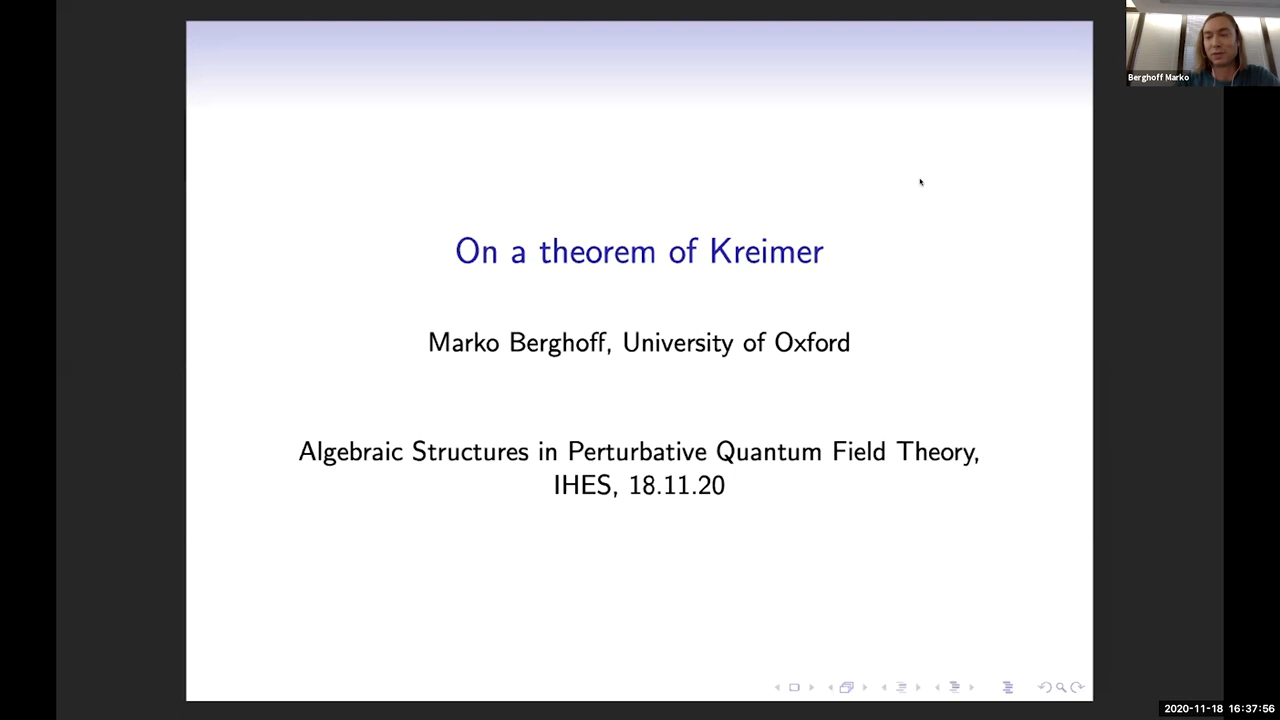 Berghoff Marko
On a theorem of Kreimer
Marko Berghoff, University of Oxford
Algebraic Structures in Perturbative Quantum Field Theory,
IHES, 18.11.20
2020-11-18 16:37:56